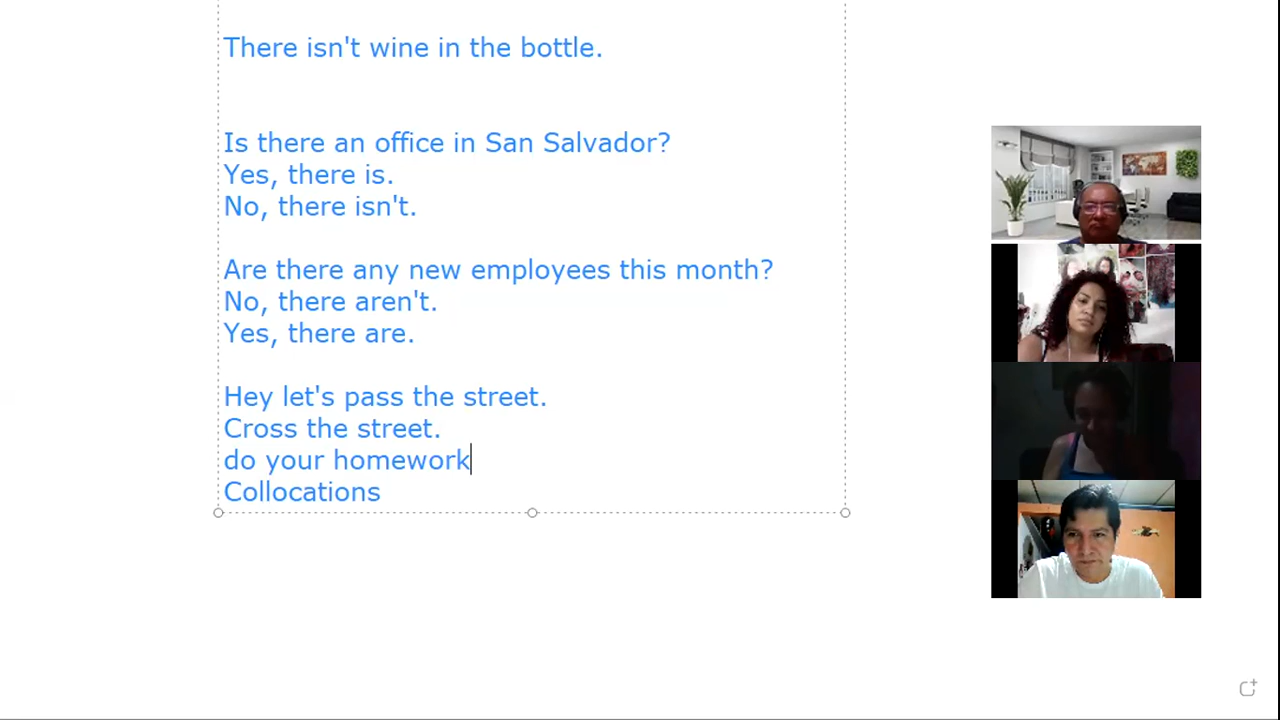 There isn't wine in the bottle.
Is there an office in San Salvador?
Yes, there is.
No, there isn't.
Are there any new employees this month?
No, there aren't.
Yes, there are.
Hey let's pass the street.
Cross the street.
do your homework
Collocations